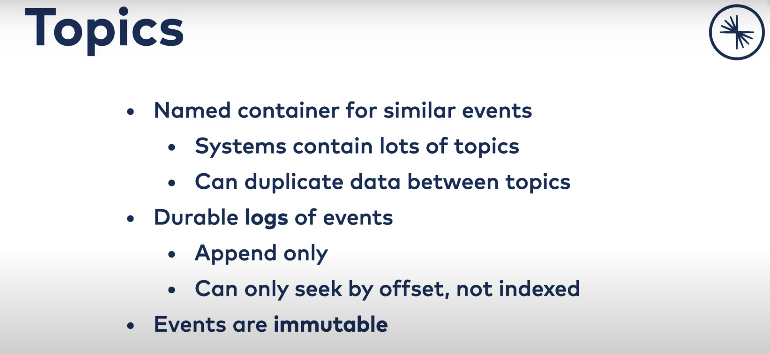 Topics
• Named container for similar events
• Systems contain lots of topics
• Can duplicate data between topics
• Durable logs of events
• Append only
• Can only seek by offset, not indexed
• Events are immutable